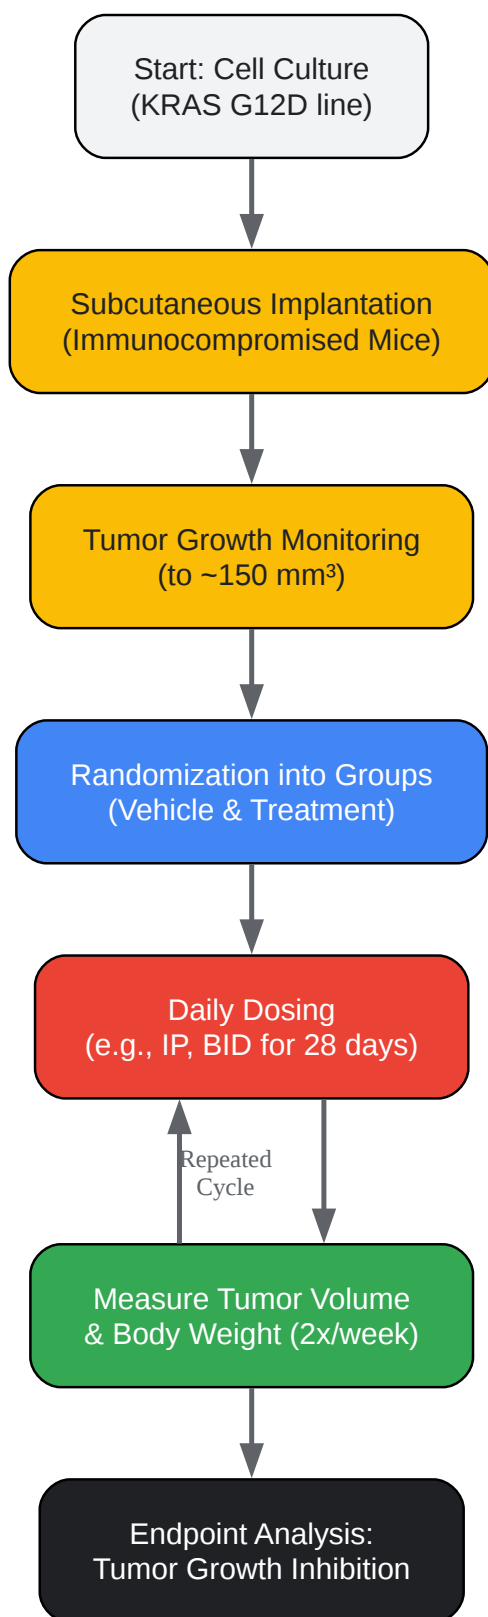 Start: Cell Culture
(KRAS G12D line)
Subcutaneous Implantation
(Immunocompromised Mice)
Tumor Growth Monitoring
(to ~150 mm³)
Randomization into Groups
(Vehicle & Treatment)
Daily Dosing
(e.g., IP, BID for 28 days)
Repeated
Cycle
Measure Tumor Volume
& Body Weight (2x/week)
Endpoint Analysis:
Tumor Growth Inhibition